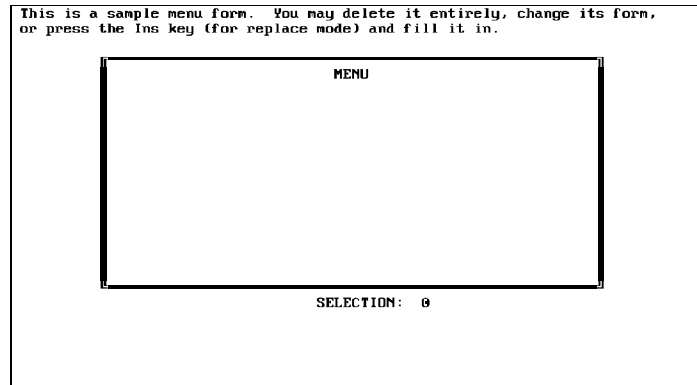 This is a sample menu form.  You may delete it entirely, change its form,
or press the Ins key (for replace mode) and fill it in.
MENU
SELECTION:  0